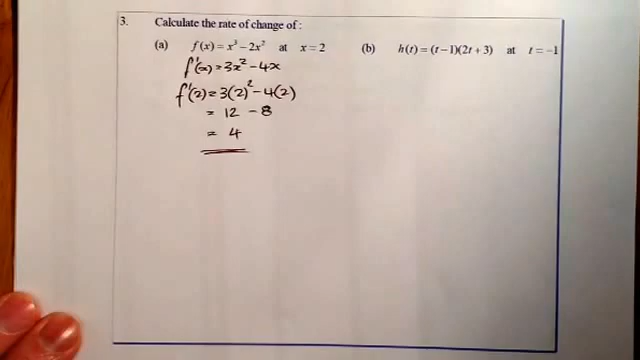 3. Calculate the rate of change of :
(a) f(x) = x³ − 2x² at x = 2
f'(x) = 3x² − 4x
f'(2) = 3(2)² − 4(2)
= 12 − 8
= 4
(b) h(t) = (t − 1)(2t + 3) at t = −1